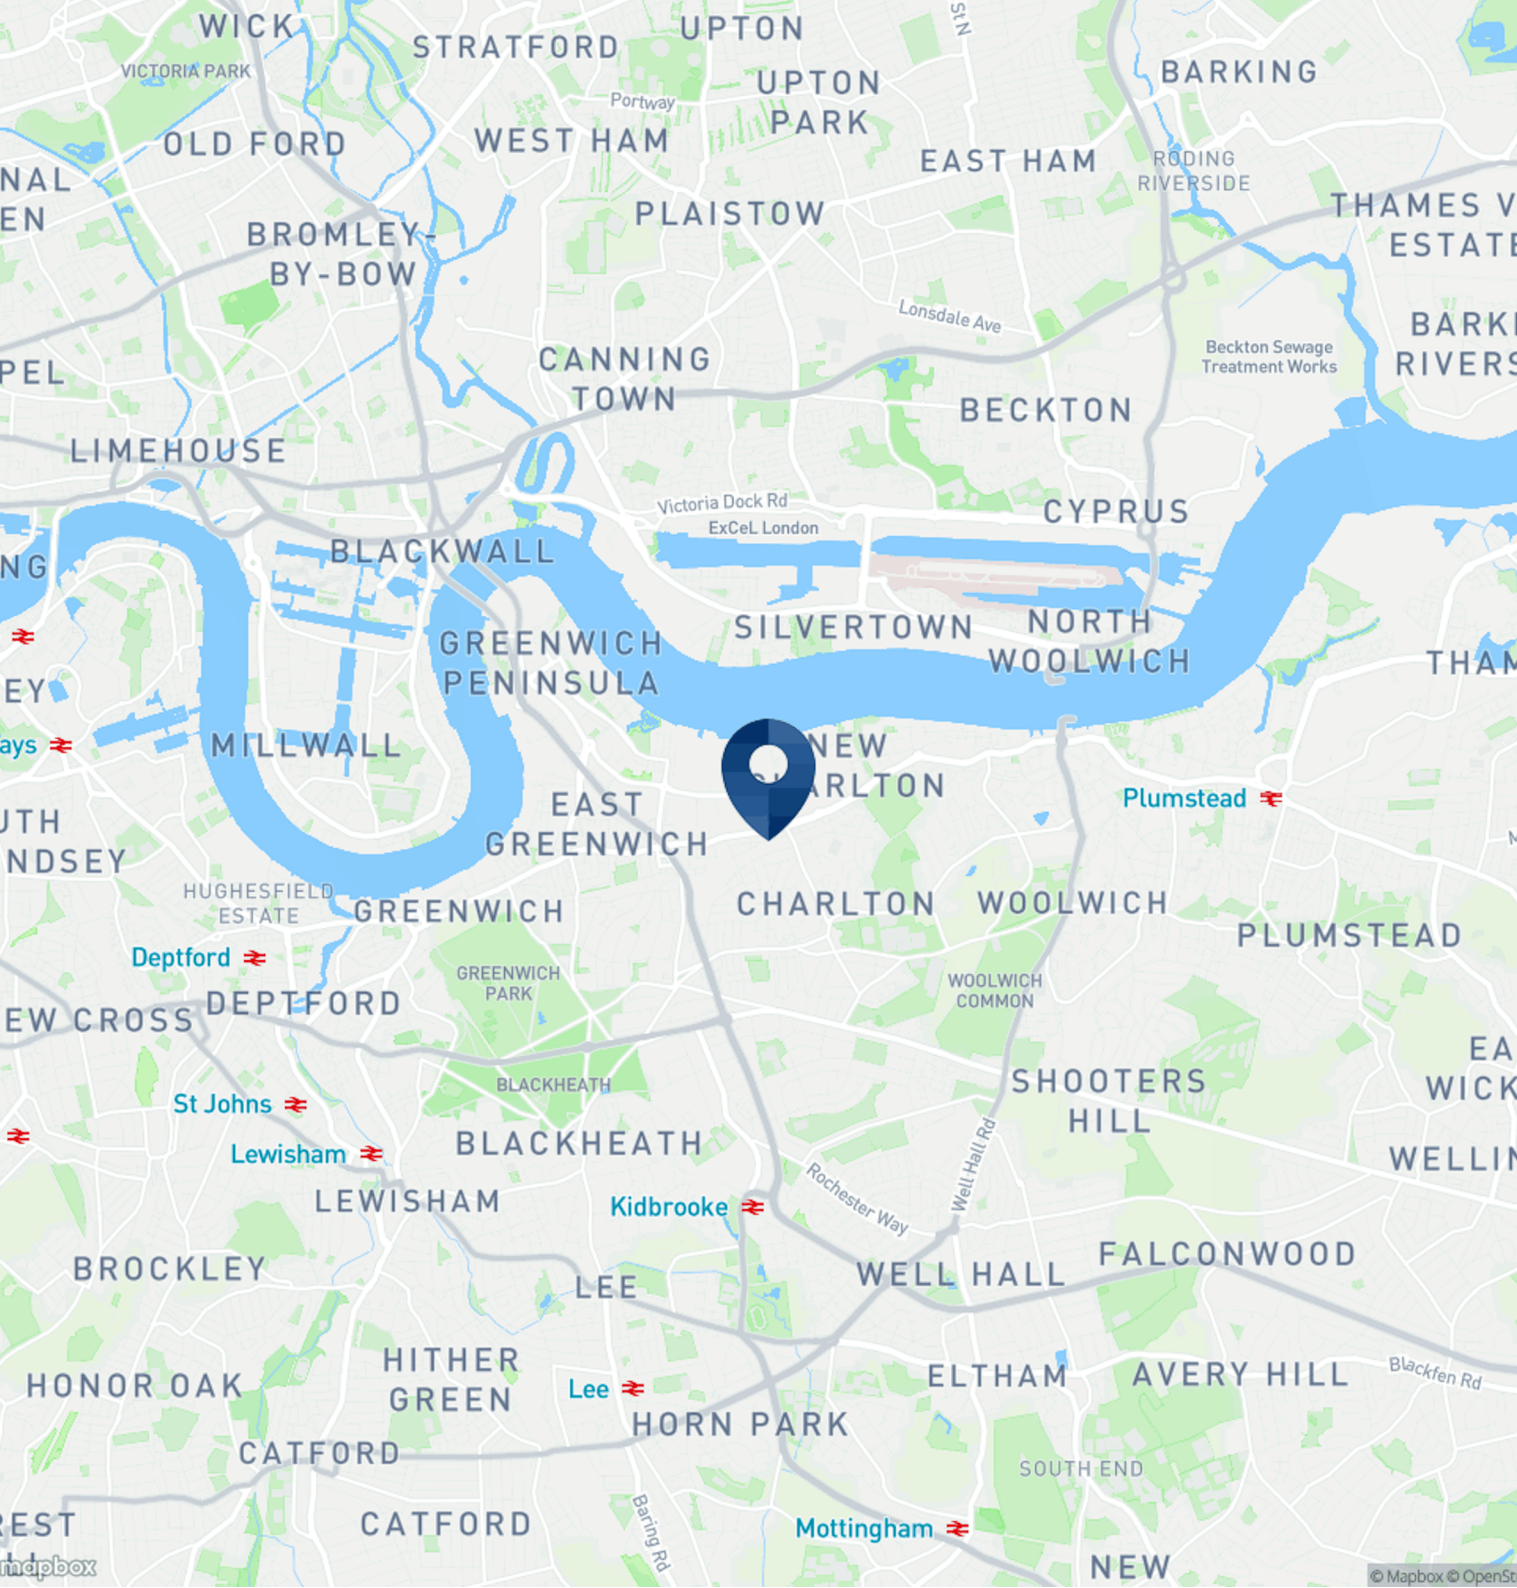 WICK
STRATFORD
UPTON
St N
VICTORIA PARK
UPTON
PARK
BARKING
Portway
OLD FORD
WEST HAM
EAST HAM
RODING
RIVERSIDE
NAL
EN
PLAISTOW
THAMES V
ESTATE
BROMLEY-
BY-BOW
Lonsdale Ave
BARKI
RIVERS
Beckton Sewage
Treatment Works
PEL
CANNING
TOWN
BECKTON
LIMEHOUSE
Victoria Dock Rd
ExCeL London
CYPRUS
BLACKWALL
NG
SILVERTOWN
NORTH
WOOLWICH
GREENWICH
PENINSULA
THAM
EY
ays
MILLWALL
NEW
ARLTON
Plumstead
EAST
GREENWICH
UTH
NDSEY
HUGHESFIELD
ESTATE
GREENWICH
CHARLTON
WOOLWICH
PLUMSTEAD
Deptford
GREENWICH
PARK
WOOLWICH
COMMON
DEPTFORD
EW CROSS
EA
WICK
BLACKHEATH
SHOOTERS
HILL
St Johns
Lewisham
BLACKHEATH
Well Hall Rd
WELLIN
LEWISHAM
Kidbrooke
Rochester Way
BROCKLEY
LEE
WELL HALL
FALCONWOOD
HONOR OAK
HITHER
GREEN
Lee
ELTHAM
AVERY HILL
Blackfen Rd
HORN PARK
CATFORD
SOUTH END
CATFORD
Baring Rd
Mottingham
REST
NEW
mapbox
© Mapbox © OpenSt